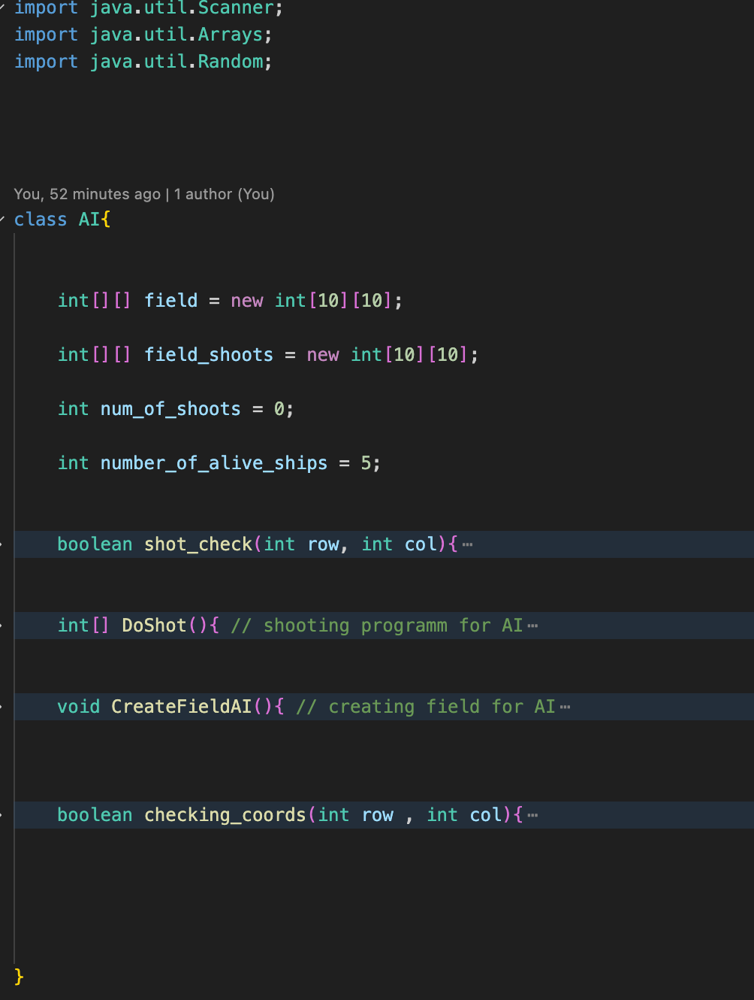 import java.util.Scanner;
import java.util.Arrays;
import java.util.Random;
You, 52 minutes ago | 1 author (You)
class AI{
int[][] field = new int[10][10];
int[][] field_shoots = new int[10][10];
int num_of_shoots = 0;
int number_of_alive_ships = 5;
boolean shot_check(int row, int col){⋯
int[] DoShot(){ // shooting programm for AI⋯
void CreateFieldAI(){ // creating field for AI⋯
boolean checking_coords(int row , int col){⋯
}